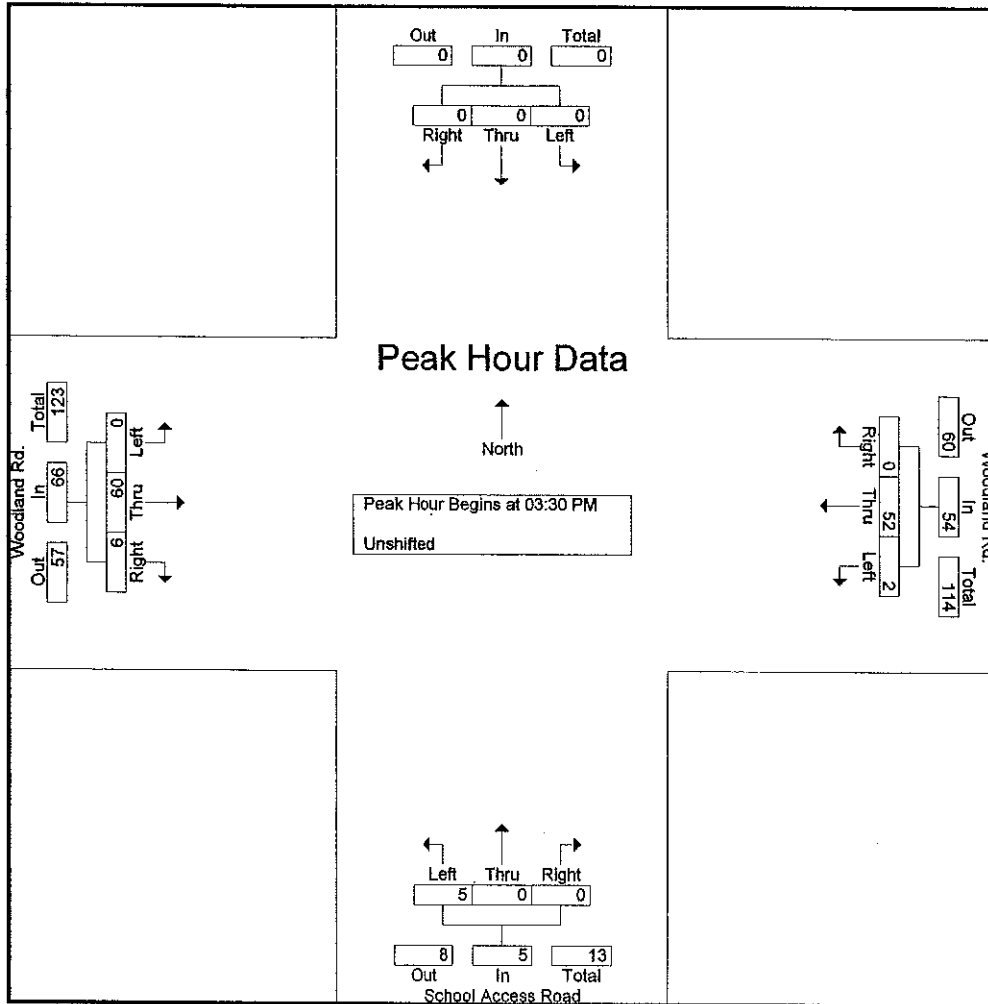 Out In Total
0 0 0
0 0 0
Right Thru Left
Peak Hour Data
North
Peak Hour Begins at 03:30 PM
Unshifted
Woodland Rd.
Total In Out
123 66 57
0 60 6
Left Thru Right
Right Thru Left
0 52 2
Out In Total
60 54 114
Woodland Rd.
Left Thru Right
5 0 0
8 5 13
Out In Total
School Access Road